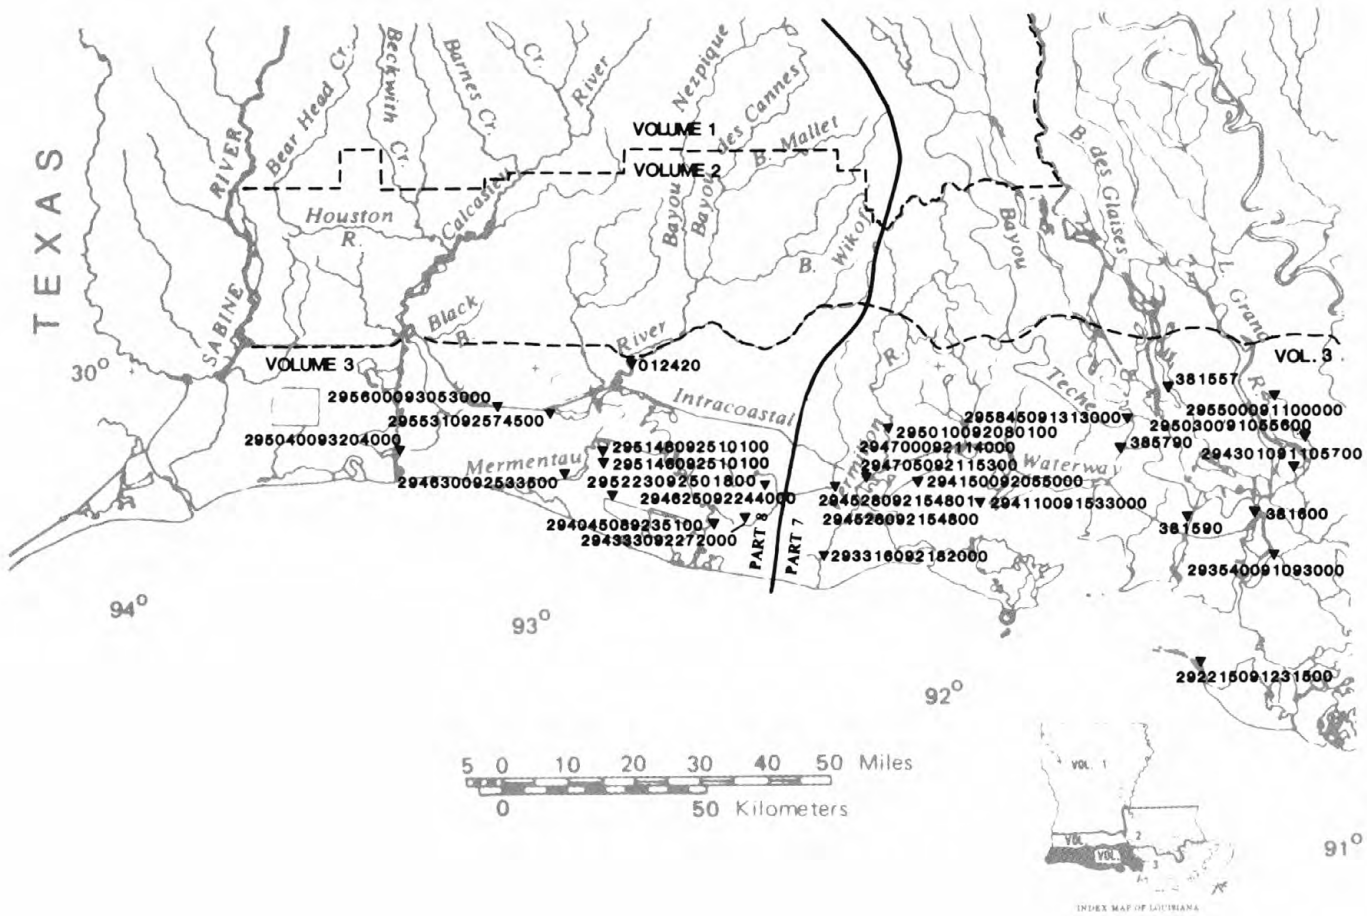 TEXAS
SABINE
RIVER
Bear Head Cr.
Beckwith Cr.
Barnes Cr.
Cr.
River
Nezpique
des Cannes
B. Mallet
VOLUME 1
VOLUME 2
Houston R.
Calcasieu
Bayou
Bayou
B. Wikoff
Bayou
B. des Glaises
L. Grand R.
Black B.
River
VOLUME 3
VOL. 3
30°
012420
Intracoastal
R.
Teche
381557
295600093053000
295531092574500
295845091313000
295500091100000
295030091055600
295040093204000
295010092080100
385790
294301091105700
295148092510100
294700092114000
Mermentau
295146092510100
294705092115300
Waterway
Vermilion
294630092533500
295223092501800
294150092055000
294625092244000
294528092154801
294110091533000
294045089235100
294526092154800
381590
381600
294333092272000
PART 8
PART 7
293316092182000
293540091093000
94°
93°
292215091231500
92°
5 0 10 20 30 40 50 Miles
0 50 Kilometers
VOL. 1
VOL
2
VOL.
3
91°
INDEX MAP OF LOUISIANA